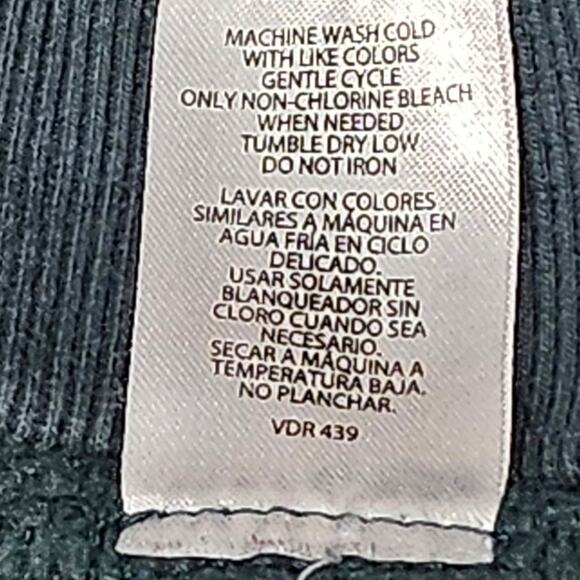 MACHINE WASH COLD
WITH LIKE COLORS
GENTLE CYCLE
ONLY NON-CHLORINE BLEACH
WHEN NEEDED
TUMBLE DRY LOW
DO NOT IRON
LAVAR CON COLORES
SIMILARES A MÁQUINA EN
AGUA FRÍA EN CICLO
DELICADO.
USAR SOLAMENTE
BLANQUEADOR SIN
CLORO CUANDO SEA
NECESARIO.
SECAR A MÁQUINA A
TEMPERATURA BAJA.
NO PLANCHAR.
VDR 439